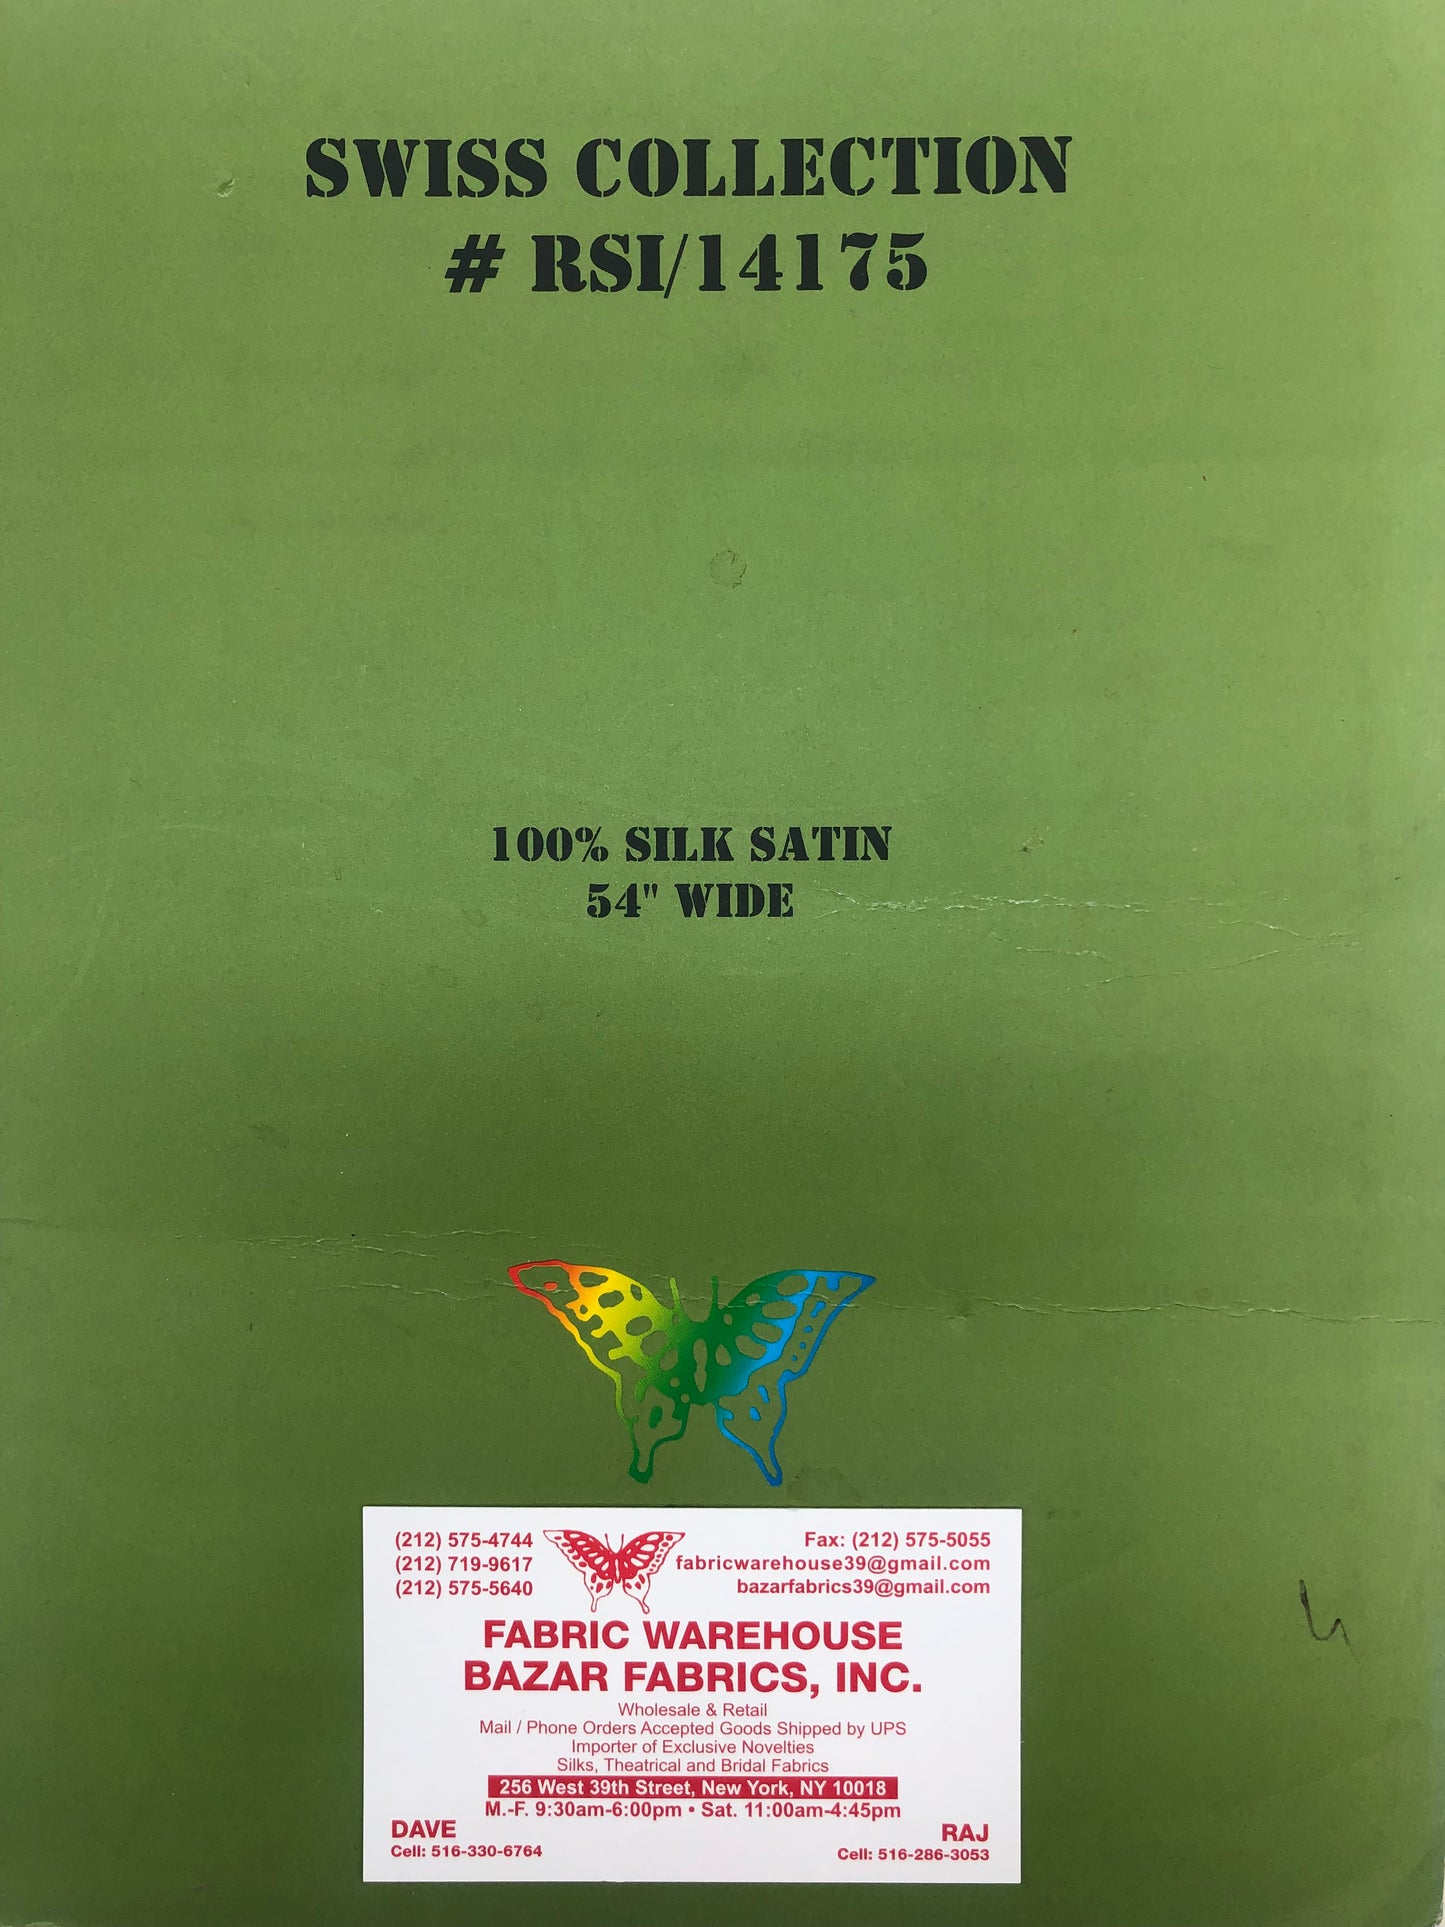 SWISS COLLECTION
# RSI/14175
100% SILK SATIN
54" WIDE
(212) 575-4744
(212) 719-9617
(212) 575-5640
Fax: (212) 575-5055
fabricwarehouse39@gmail.com
bazarfabrics39@gmail.com
FABRIC WAREHOUSE
BAZAR FABRICS, INC.
Wholesale & Retail
Mail / Phone Orders Accepted Goods Shipped by UPS
Importer of Exclusive Novelties
Silks, Theatrical and Bridal Fabrics
256 West 39th Street, New York, NY 10018
M.-F. 9:30am-6:00pm • Sat. 11:00am-4:45pm
DAVE
Cell: 516-330-6764
RAJ
Cell: 516-286-3053